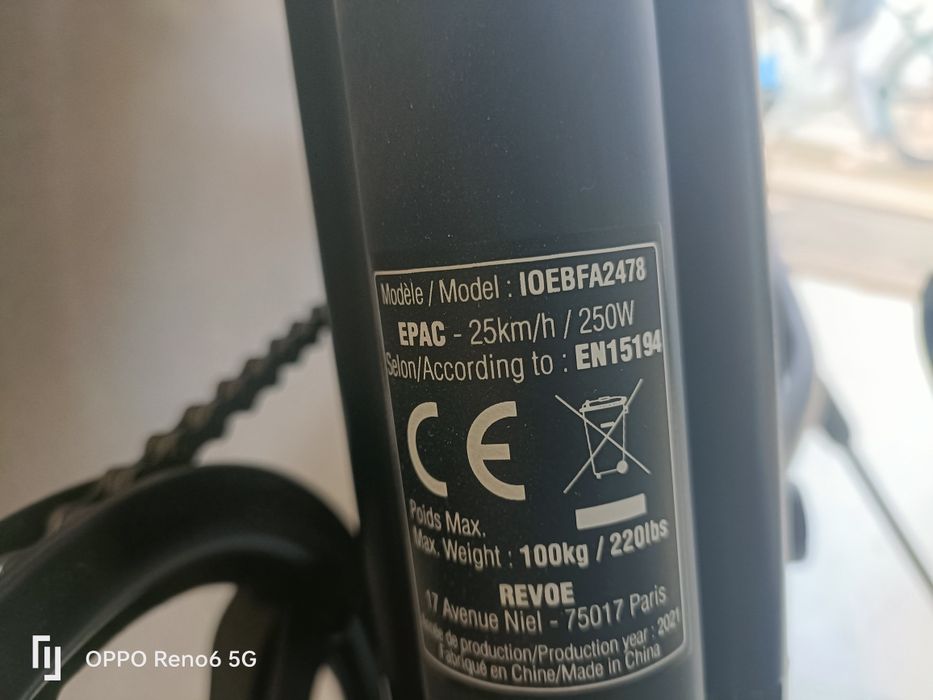 Modèle / Model : IOEBFA2478
EPAC - 25km/h / 250W
Selon/According to : EN15194
CE
Poids Max.
Max. Weight : 100kg / 220lbs
REVOE
17 Avenue Niel - 75017 Paris
Année de production/Production year : 2021
Fabriqué en Chine/Made in China
OPPO Reno6 5G